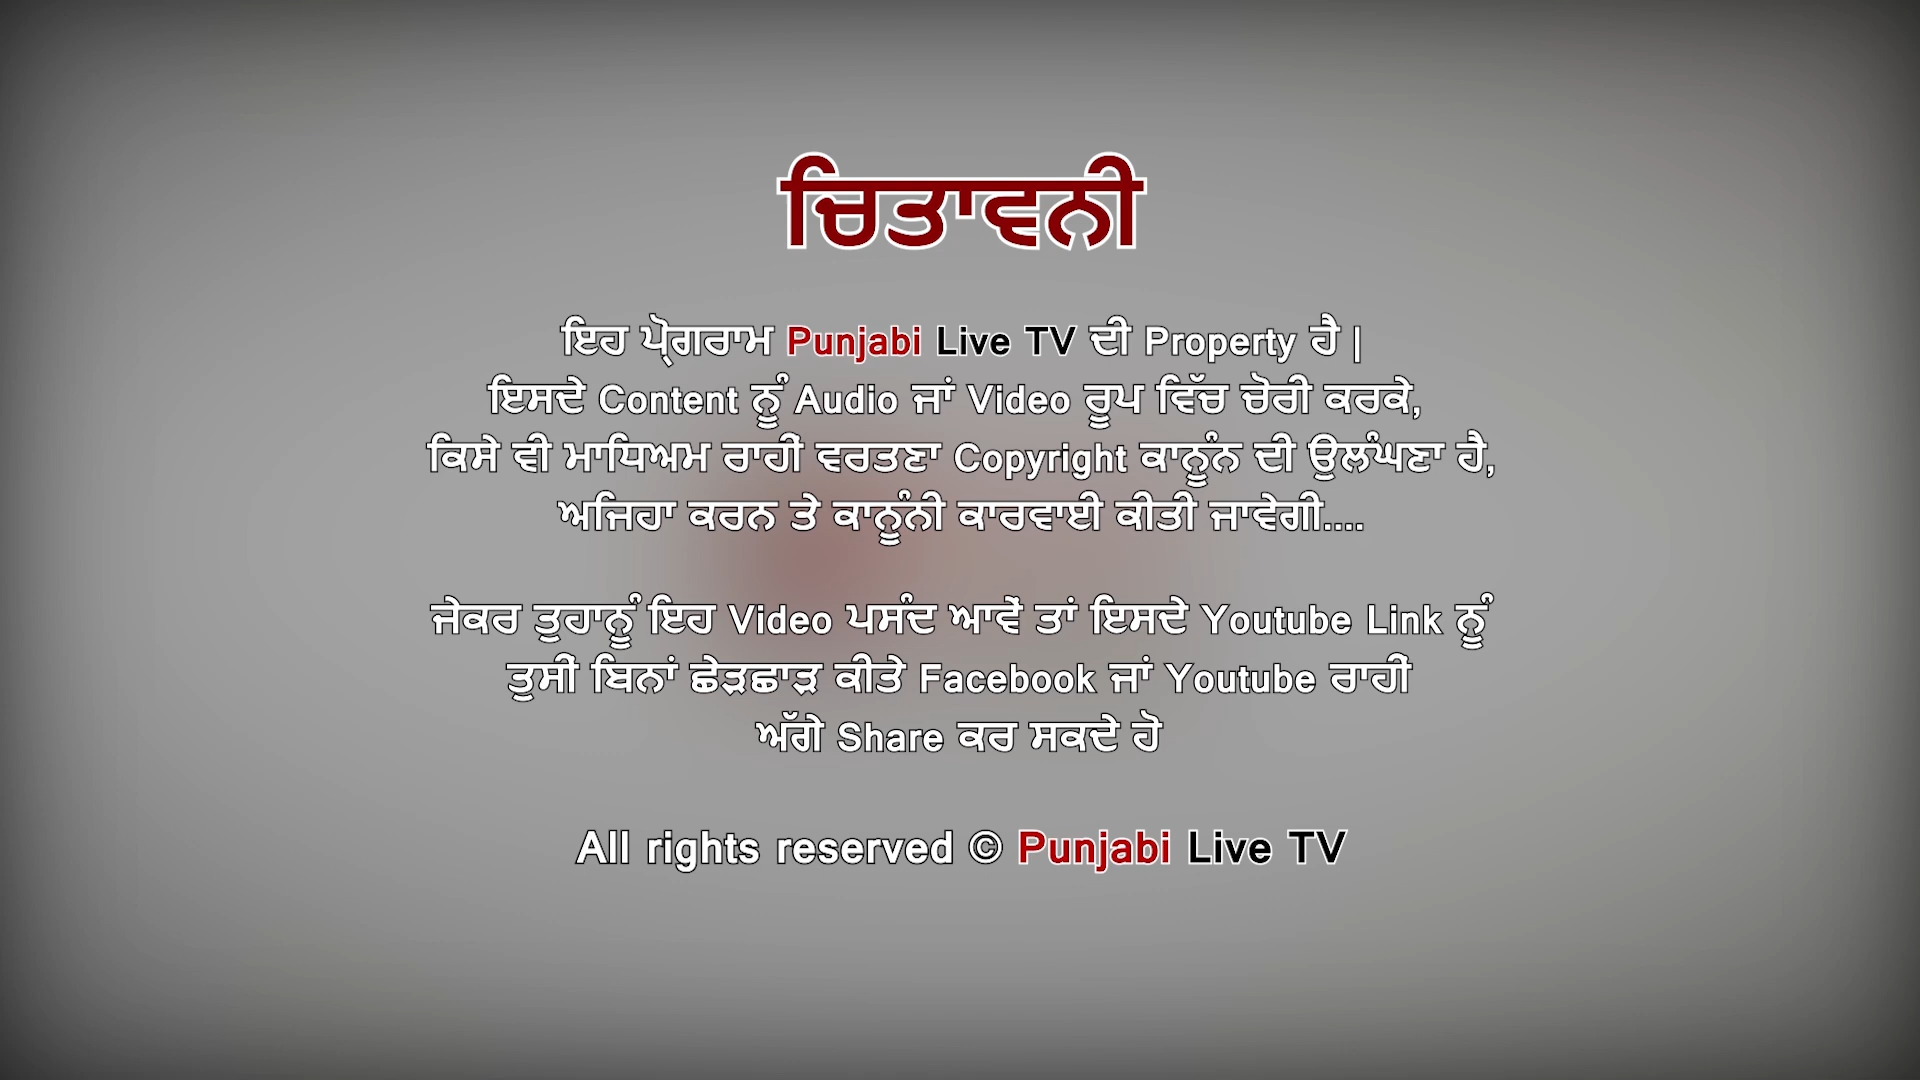 ਚਿਤਾਵਨੀ
ਇਹ ਪ੍ਰੋਗਰਾਮ Punjabi Live TV ਦੀ Property ਹੈ |
ਇਸਦੇ Content ਨੂੰ Audio ਜਾਂ Video ਰੂਪ ਵਿੱਚ ਚੋਰੀ ਕਰਕੇ,
ਕਿਸੇ ਵੀ ਮਾਧਿਅਮ ਰਾਹੀਂ ਵਰਤਣਾ Copyright ਕਾਨੂੰਨ ਦੀ ਉਲੰਘਣਾ ਹੈ,
ਅਜਿਹਾ ਕਰਨ ਤੇ ਕਾਨੂੰਨੀ ਕਾਰਵਾਈ ਕੀਤੀ ਜਾਵੇਗੀ....
ਜੇਕਰ ਤੁਹਾਨੂੰ ਇਹ Video ਪਸੰਦ ਆਵੇਂ ਤਾਂ ਇਸਦੇ Youtube Link ਨੂੰ
ਤੁਸੀਂ ਬਿਨਾਂ ਛੇੜਛਾੜ ਕੀਤੇ Facebook ਜਾਂ Youtube ਰਾਹੀਂ
ਅੱਗੇ Share ਕਰ ਸਕਦੇ ਹੋ
All rights reserved © Punjabi Live TV